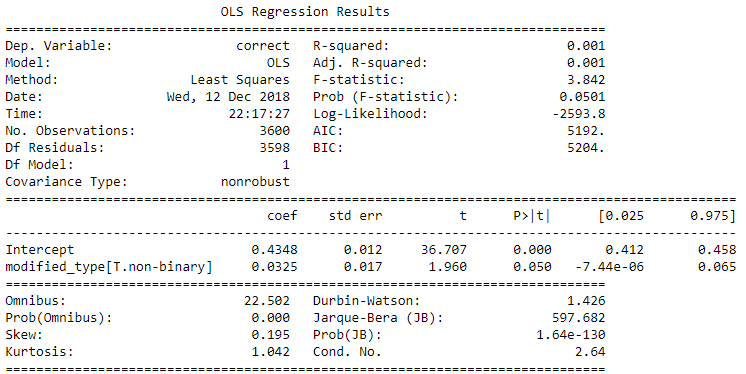 OLS Regression Results
==============================================================================
Dep. Variable:                correct   R-squared:                       0.001
Model:                            OLS   Adj. R-squared:                  0.001
Method:                 Least Squares   F-statistic:                     3.842
Date:                Wed, 12 Dec 2018   Prob (F-statistic):             0.0501
Time:                        22:17:27   Log-Likelihood:                -2593.8
No. Observations:                3600   AIC:                             5192.
Df Residuals:                    3598   BIC:                             5204.
Df Model:                           1
Covariance Type:            nonrobust
===============================================================================================
coef    std err          t      P>|t|      [0.025      0.975]
-----------------------------------------------------------------------------------------------
Intercept                       0.4348      0.012     36.707      0.000       0.412       0.458
modified_type[T.non-binary]     0.0325      0.017      1.960      0.050   -7.44e-06       0.065
==============================================================================
Omnibus:                       22.502   Durbin-Watson:                   1.426
Prob(Omnibus):                  0.000   Jarque-Bera (JB):              597.682
Skew:                           0.195   Prob(JB):                    1.64e-130
Kurtosis:                       1.042   Cond. No.                         2.64
==============================================================================